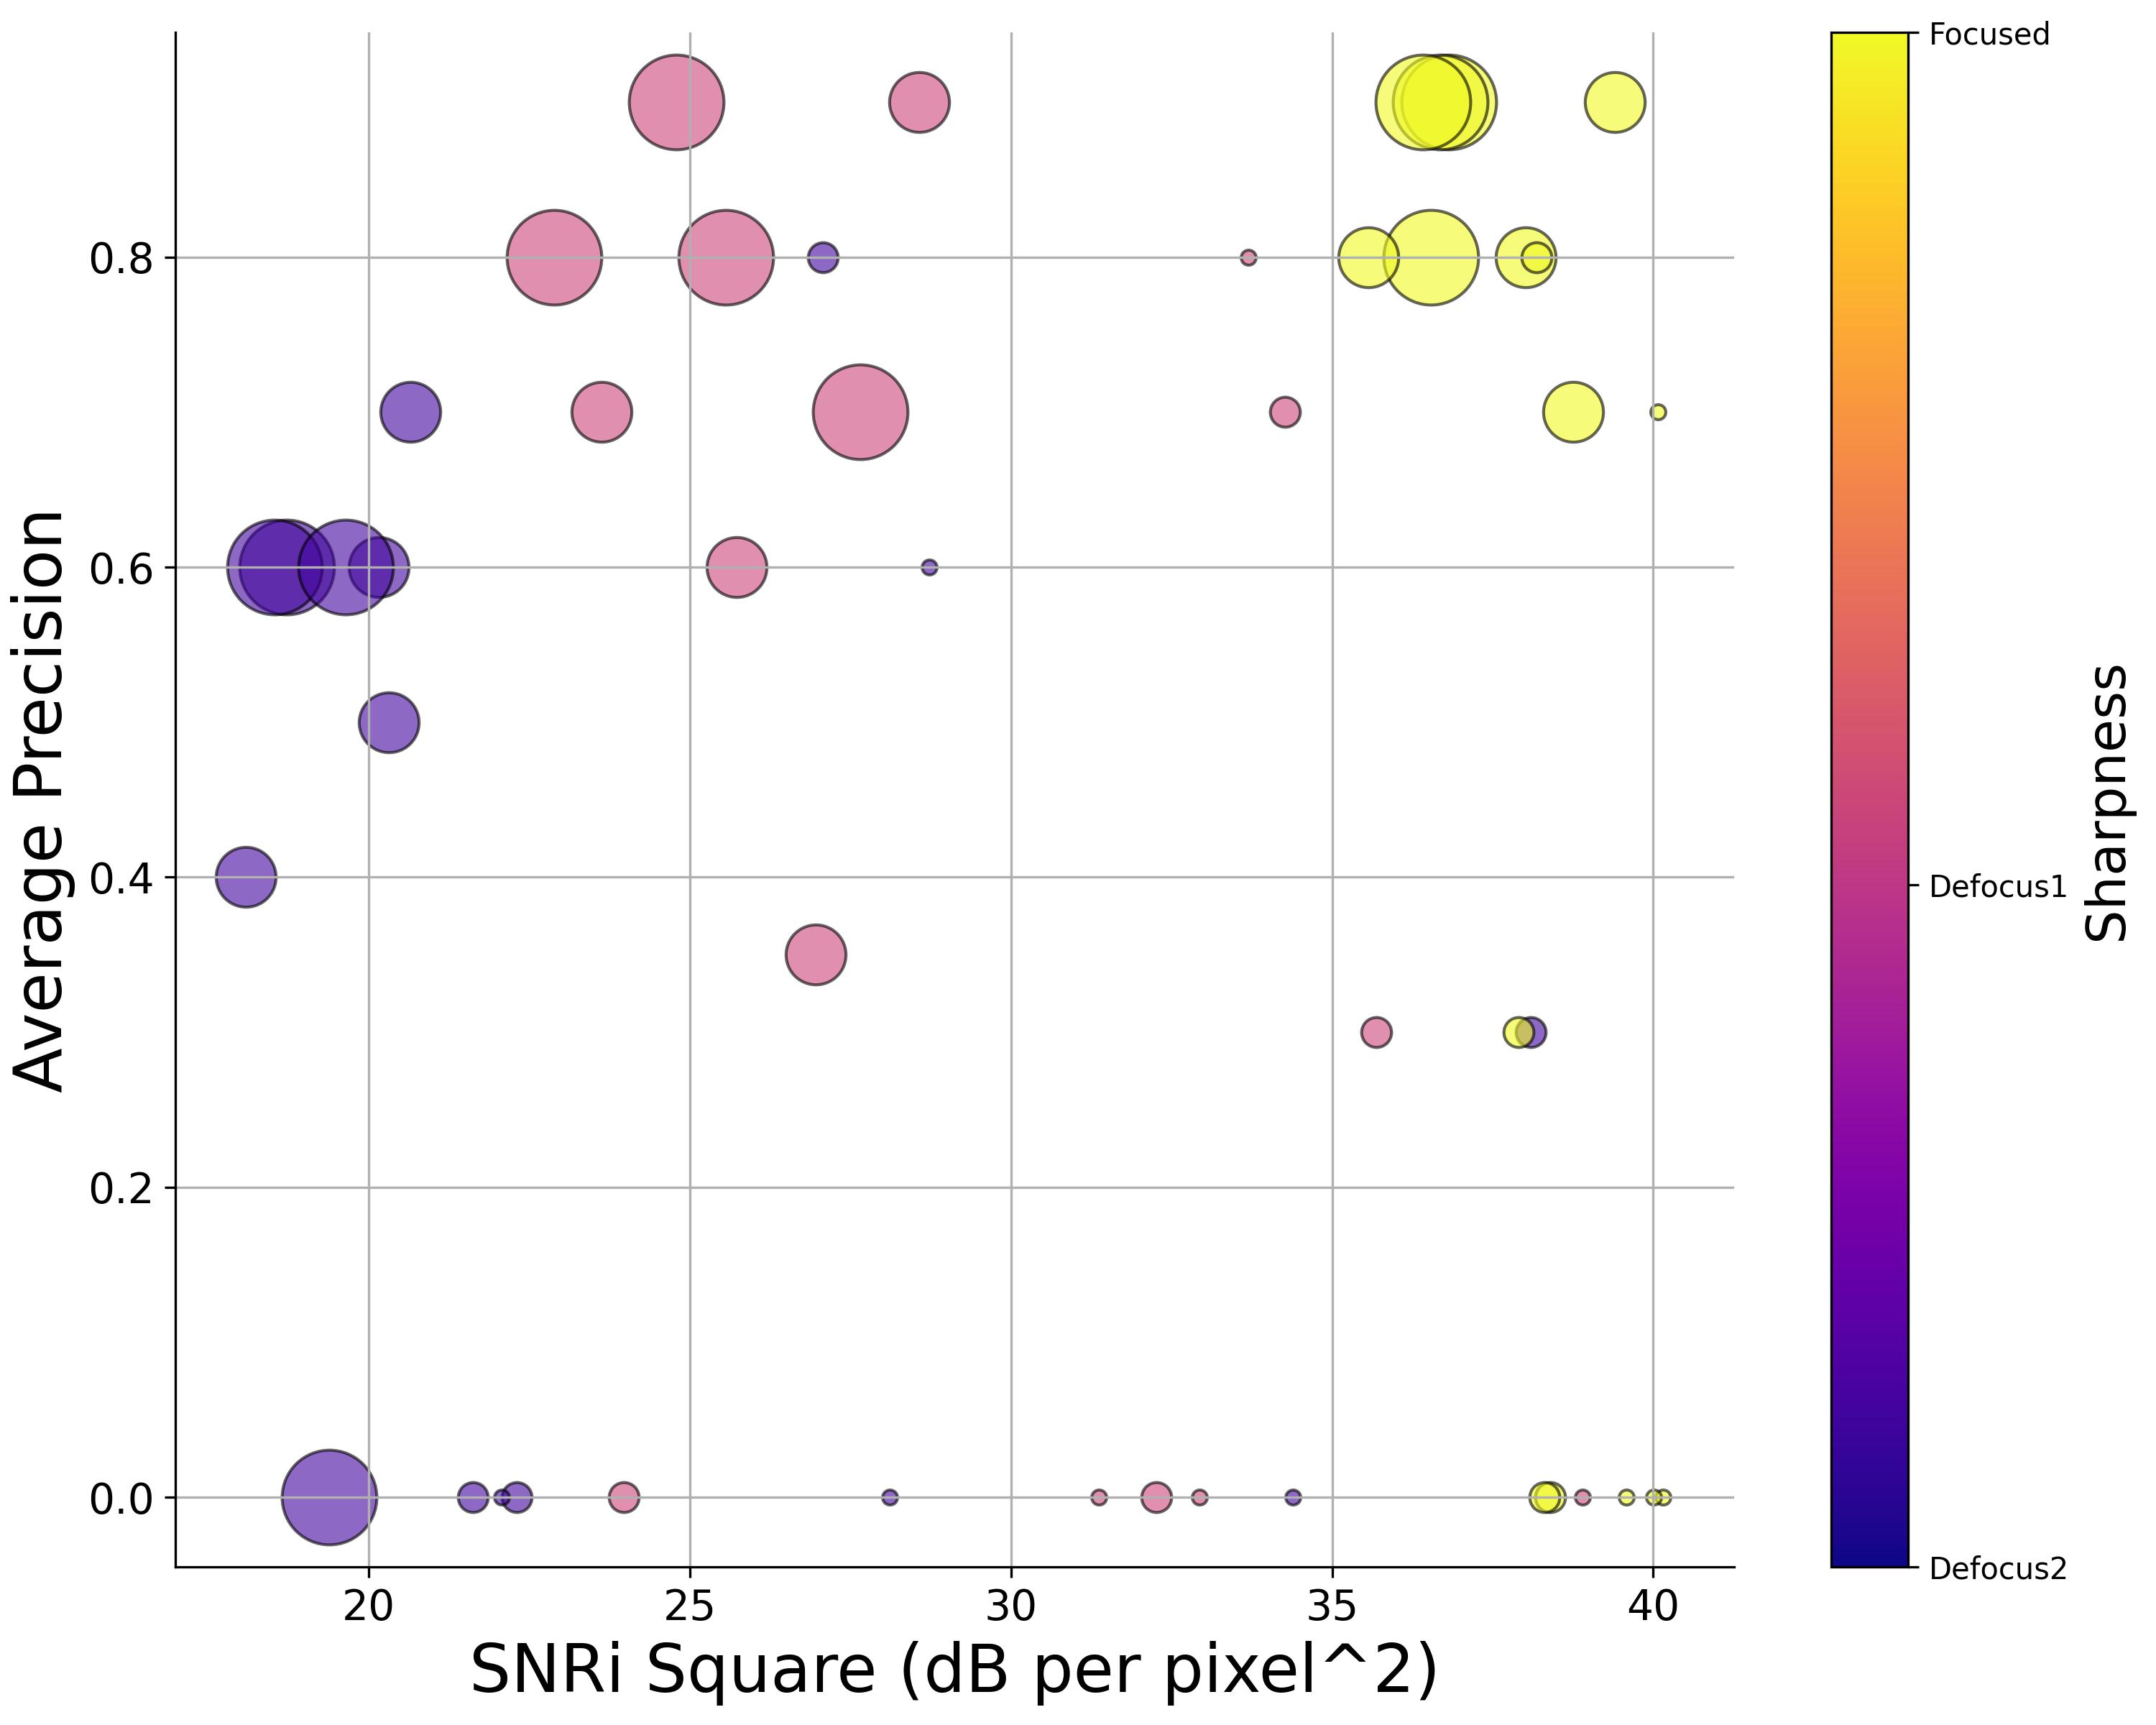 Average Precision
0.8
0.6
0.4
0.2
0.0
20 25 30 35 40
SNRi Square (dB per pixel^2)
Focused
Defocus1
Defocus2
Sharpness